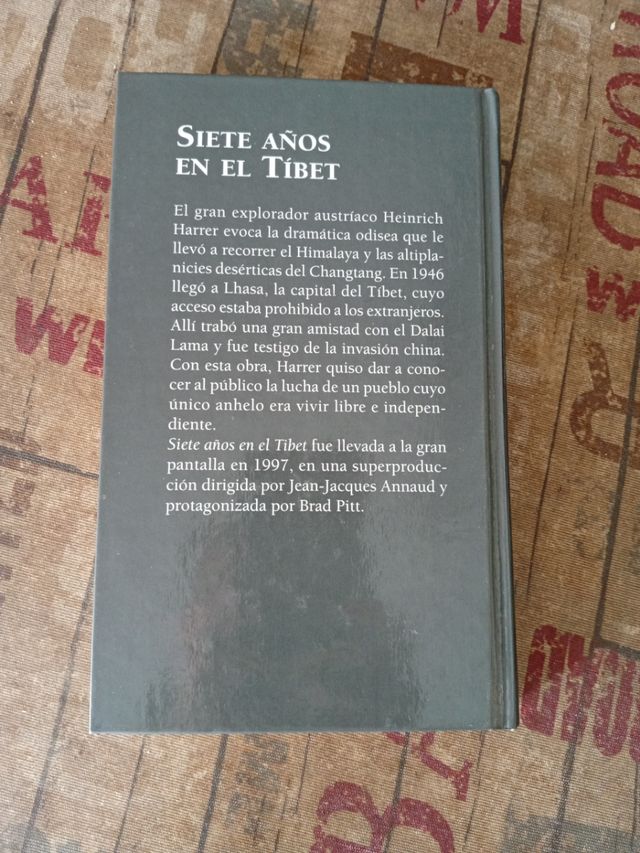 SIETE AÑOS
EN EL TÍBET
El gran explorador austríaco Heinrich
Harrer evoca la dramática odisea que le
llevó a recorrer el Himalaya y las altipla-
nicies desérticas del Changtang. En 1946
llegó a Lhasa, la capital del Tíbet, cuyo
acceso estaba prohibido a los extranjeros.
Allí trabó una gran amistad con el Dalai
Lama y fue testigo de la invasión china.
Con esta obra, Harrer quiso dar a cono-
cer al público la lucha de un pueblo cuyo
único anhelo era vivir libre e indepen-
diente.
Siete años en el Tibet fue llevada a la gran
pantalla en 1997, en una superproduc-
ción dirigida por Jean-Jacques Annaud y
protagonizada por Brad Pitt.